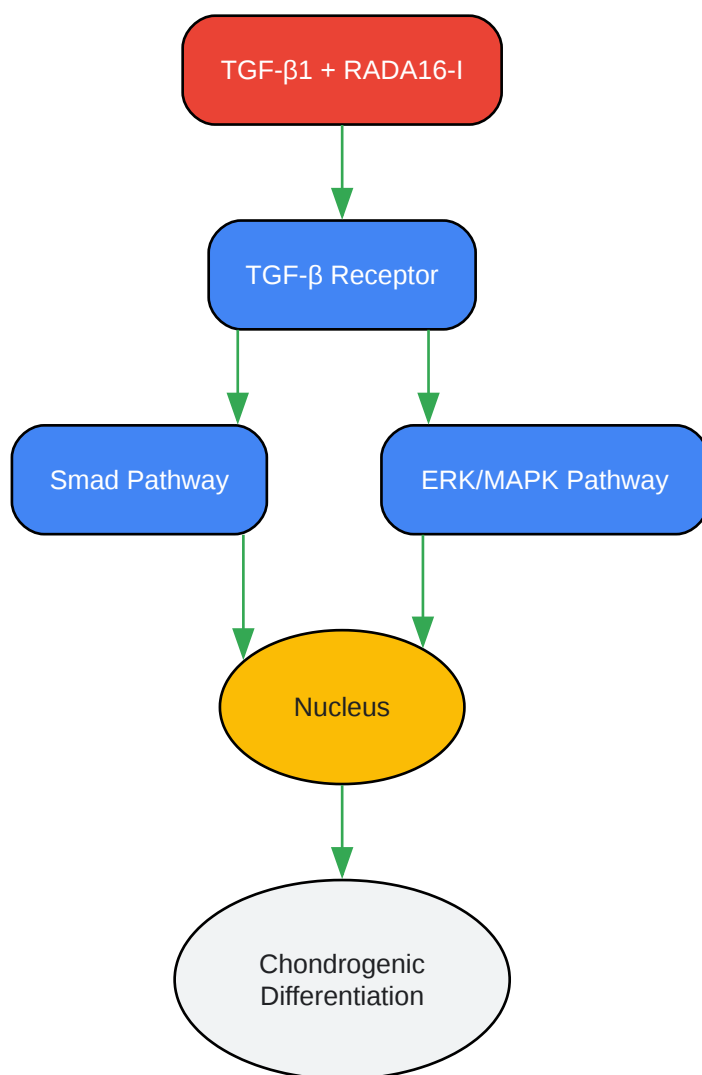 TGF-β1 + RADA16-I
TGF-β Receptor
Smad Pathway
ERK/MAPK Pathway
Nucleus
Chondrogenic
Differentiation